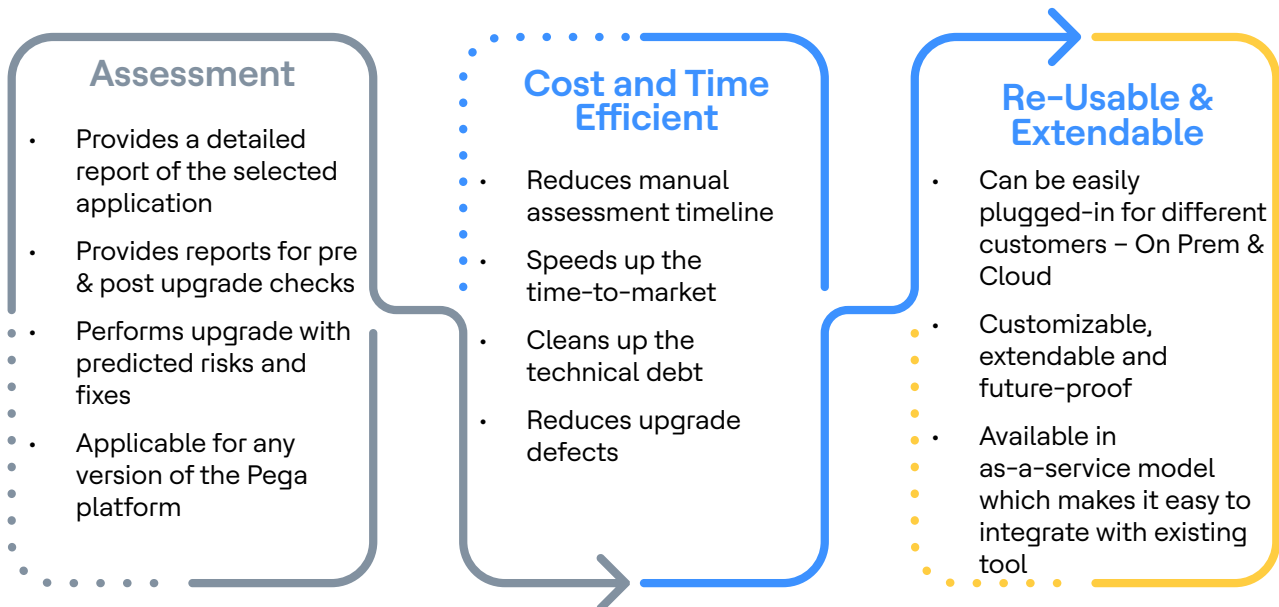 Assessment
• Provides a detailed
report of the selected
application
• Provides reports for pre
& post upgrade checks
• Performs upgrade with
predicted risks and
fixes
• Applicable for any
version of the Pega
platform
Cost and Time
Efficient
• Reduces manual
assessment timeline
• Speeds up the
time-to-market
• Cleans up the
technical debt
• Reduces upgrade
defects
Re-Usable &
Extendable
• Can be easily
plugged-in for different
customers – On Prem &
Cloud
• Customizable,
extendable and
future-proof
• Available in
as-a-service model
which makes it easy to
integrate with existing
tool